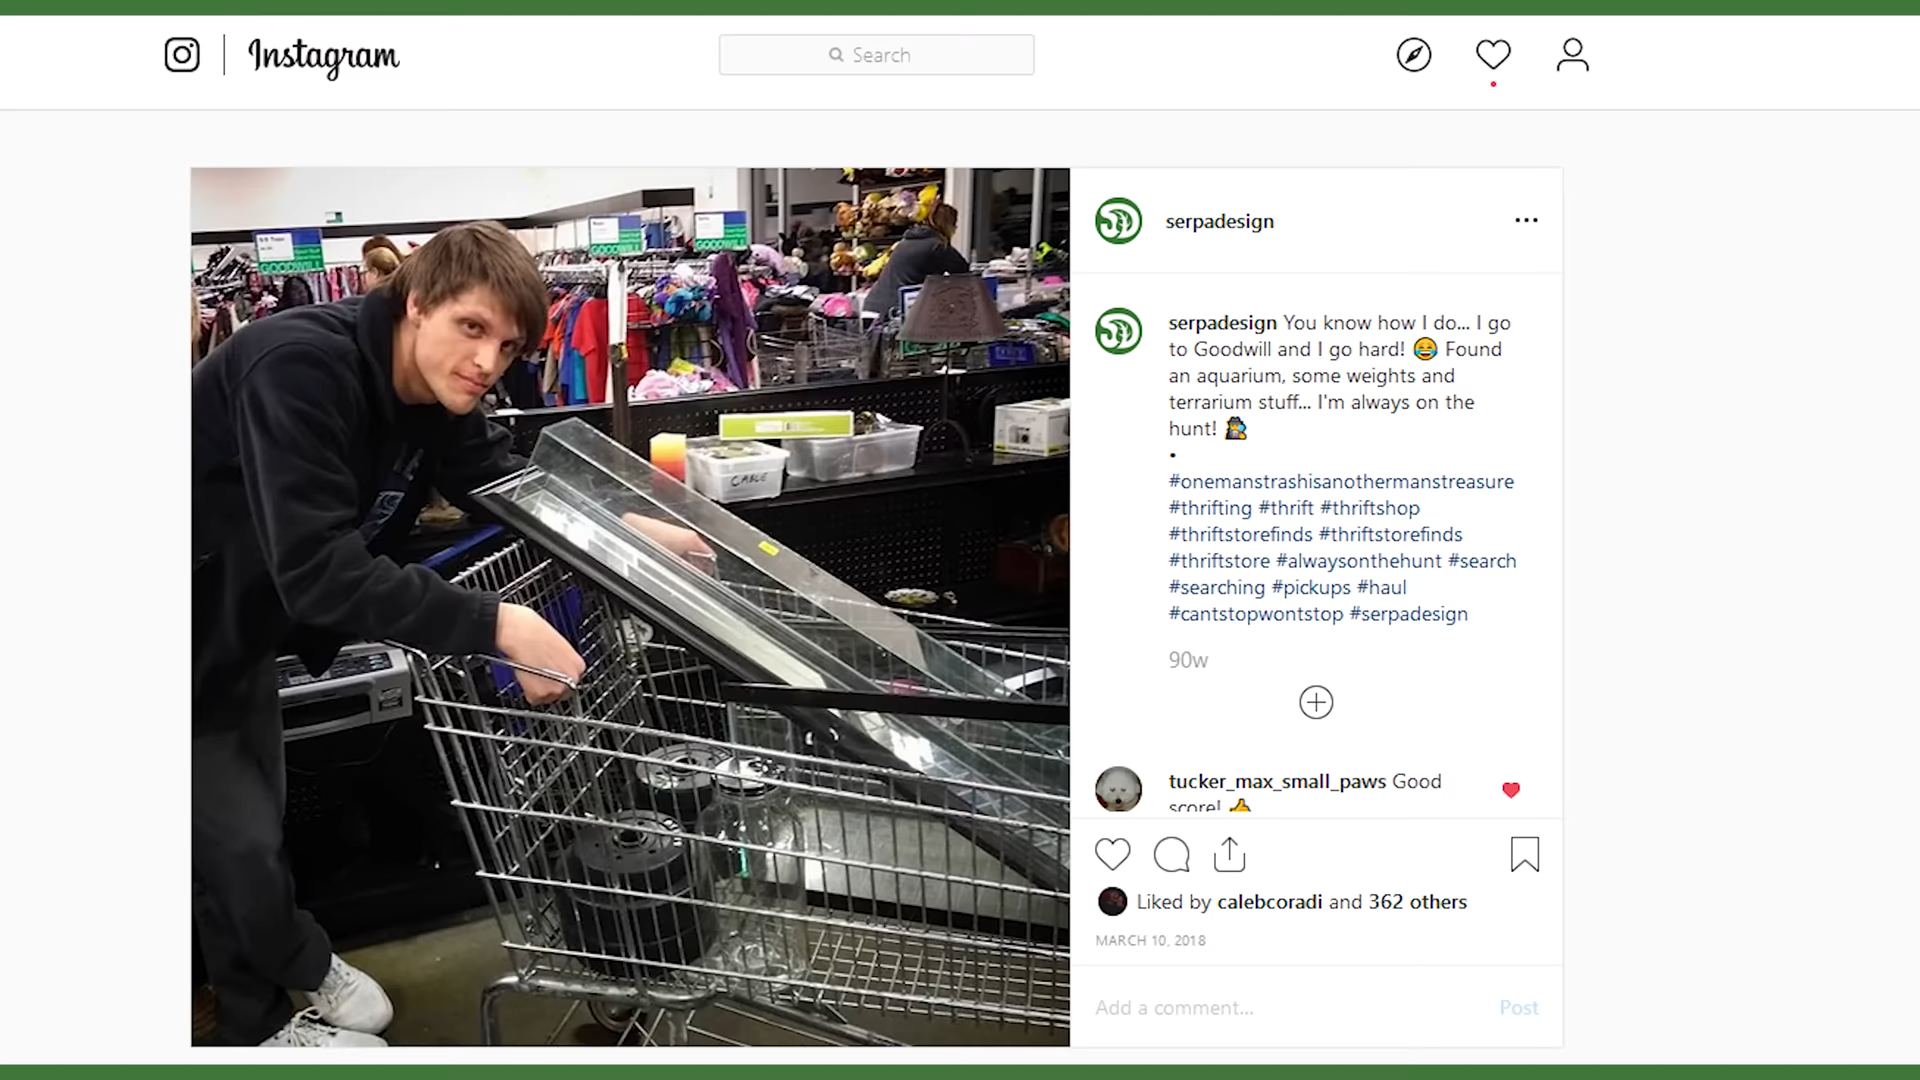 Instagram
Search
serpadesign
serpadesign You know how I do... I go
to Goodwill and I go hard! 😂 Found
an aquarium, some weights and
terrarium stuff... I'm always on the
hunt! 🕵
•
#onemanstrashisanothermanstreasure
#thrifting #thrift #thriftshop
#thriftstorefinds #thriftstorefinds
#thriftstore #alwaysonthehunt #search
#searching #pickups #haul
#cantstopwontstop #serpadesign
90w
tucker_max_small_paws Good
score! 👍
Liked by calebcoradi and 362 others
MARCH 10, 2018
Add a comment...
Post
GOODWILL
GOODWILL
GOODWILL
CABLE